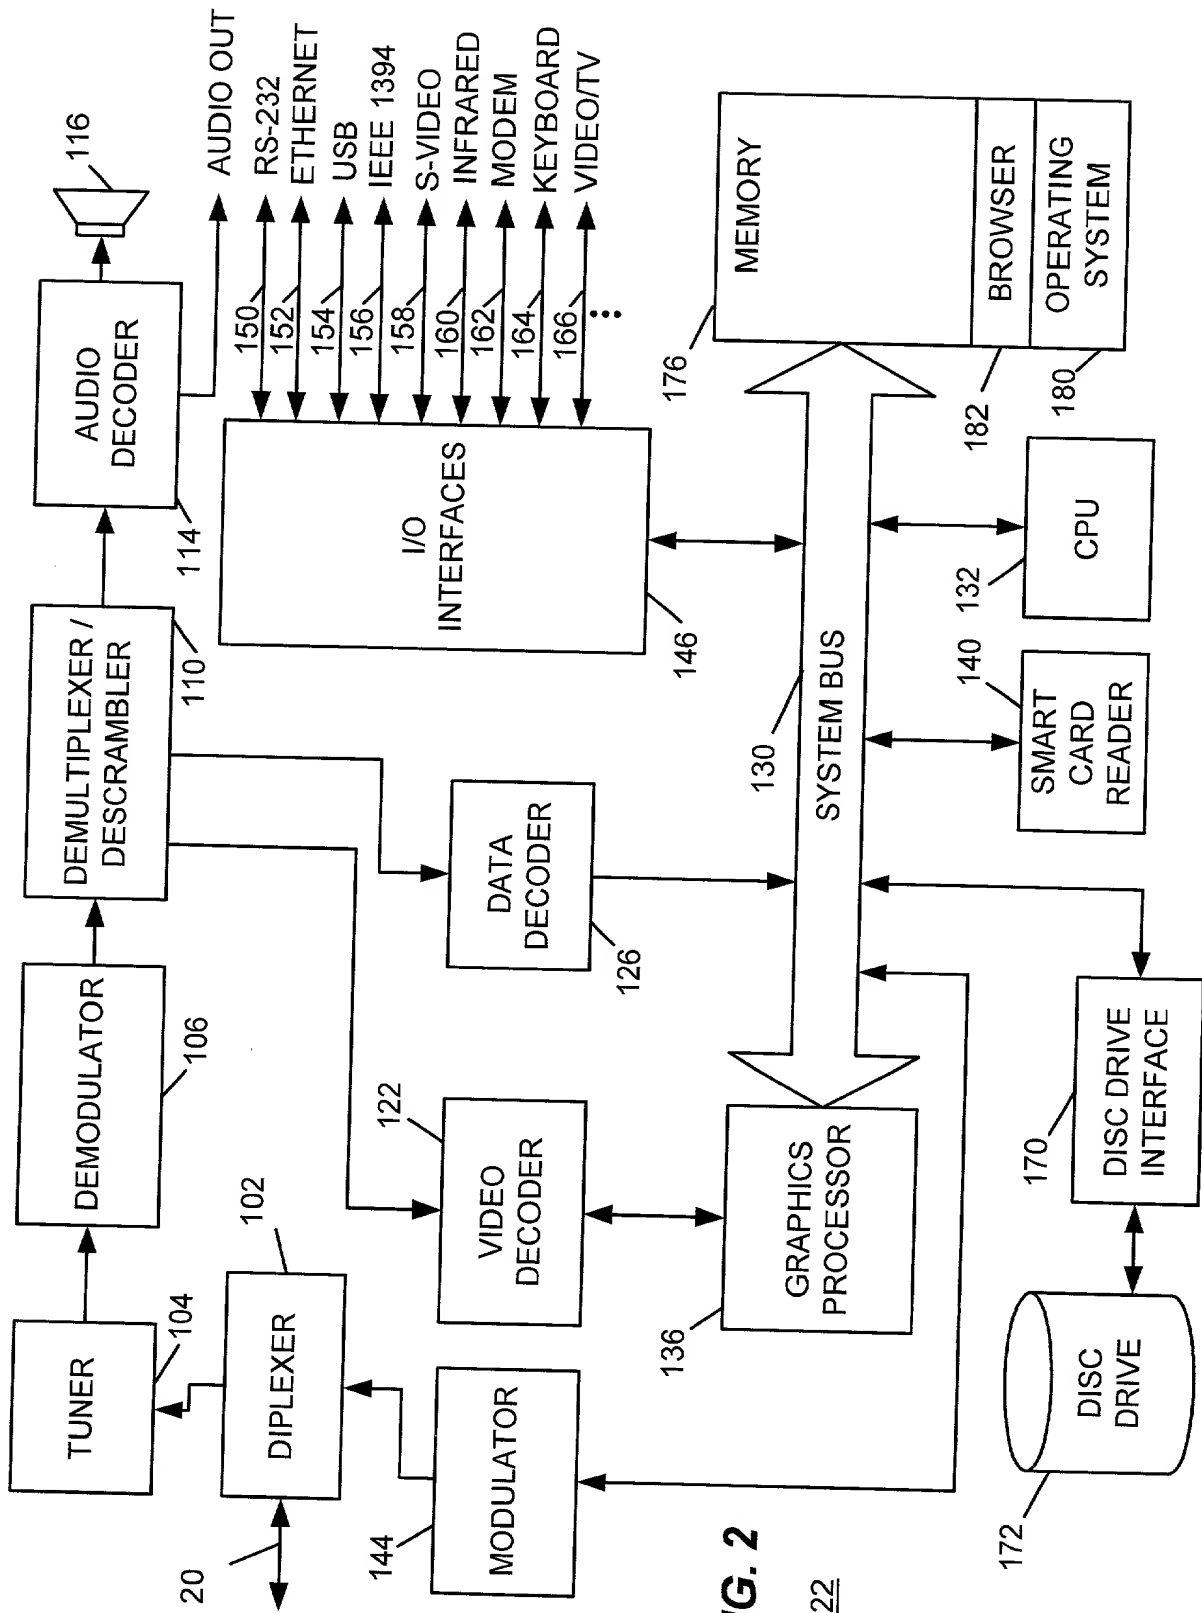 116
AUDIO OUT
RS-232
ETHERNET
USB
IEEE 1394
S-VIDEO
INFRARED
MODEM
KEYBOARD
VIDEO/TV
150
152
154
156
158
160
162
164
166
AUDIO
DECODER
114
DEMULTIPLEXER /
DESCRAMBLER
110
DEMODULATOR
106
TUNER
104
DIPLEXER
102
20
MODULATOR
144
VIDEO
DECODER
122
DATA
DECODER
126
I/O
INTERFACES
146
GRAPHICS
PROCESSOR
136
SYSTEM BUS
130
MEMORY
176
BROWSER
182
OPERATING
SYSTEM
180
CPU
132
SMART
CARD
READER
140
DISC DRIVE
INTERFACE
170
DISC
DRIVE
172
IG. 2
22